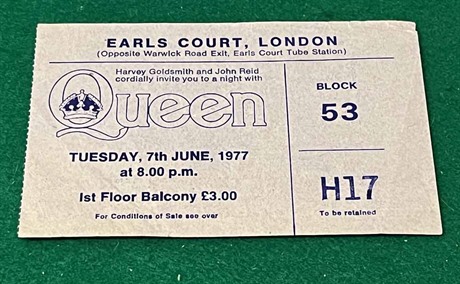 EARLS COURT, LONDON
(Opposite Warwick Road Exit, Earls Court Tube Station)
Harvey Goldsmith and John Reid
cordially invite you to a night with
Queen
TUESDAY, 7th JUNE, 1977
at 8.00 p.m.
1st Floor Balcony £3.00
For Conditions of Sale see over
BLOCK
53
H17
To be retained